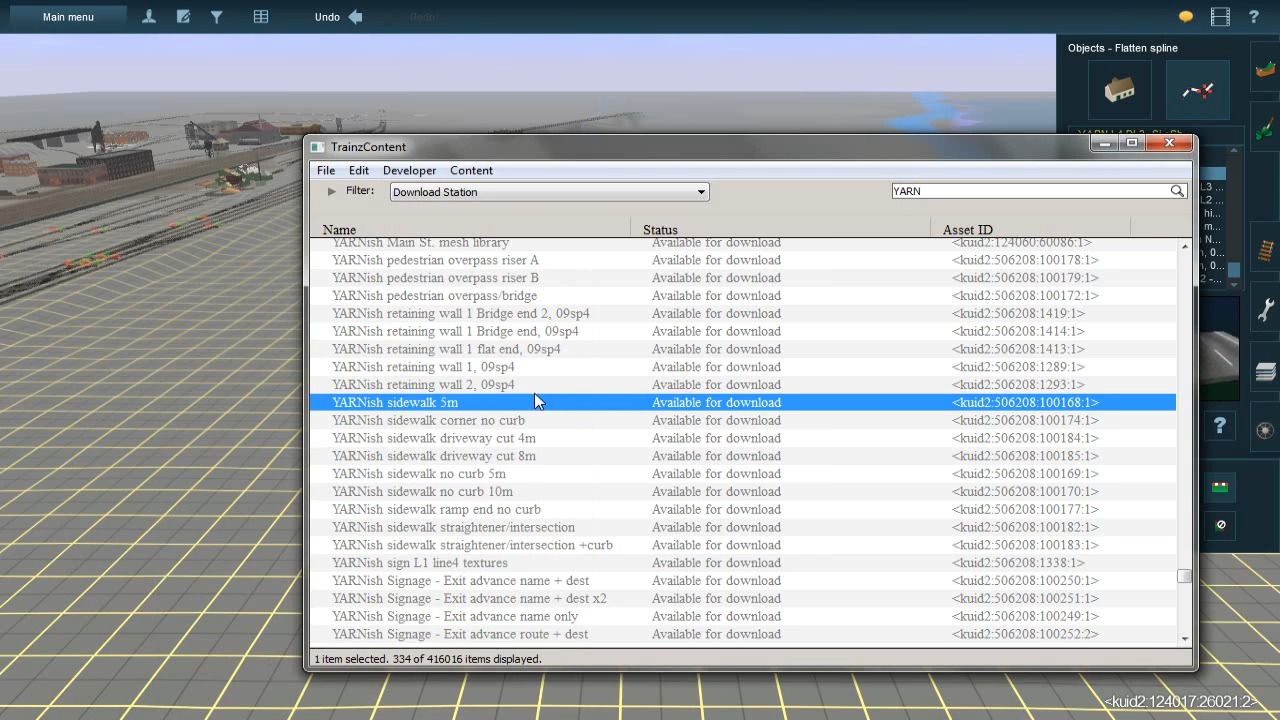 Main menu
Undo
Redo
Objects - Flatten spline
TrainzContent
File Edit Developer Content
Filter: Download Station YARN
Name Status Asset ID
YARNish Main St. mesh library Available for download <kuid2:124060:60086:1>
YARNish pedestrian overpass riser A Available for download <kuid2:506208:100178:1>
YARNish pedestrian overpass riser B Available for download <kuid2:506208:100179:1>
YARNish pedestrian overpass/bridge Available for download <kuid2:506208:100172:1>
YARNish retaining wall 1 Bridge end 2, 09sp4 Available for download <kuid2:506208:1419:1>
YARNish retaining wall 1 Bridge end, 09sp4 Available for download <kuid2:506208:1414:1>
YARNish retaining wall 1 flat end, 09sp4 Available for download <kuid2:506208:1413:1>
YARNish retaining wall 1, 09sp4 Available for download <kuid2:506208:1289:1>
YARNish retaining wall 2, 09sp4 Available for download <kuid2:506208:1293:1>
YARNish sidewalk 5m Available for download <kuid2:506208:100168:1>
YARNish sidewalk corner no curb Available for download <kuid2:506208:100174:1>
YARNish sidewalk driveway cut 4m Available for download <kuid2:506208:100184:1>
YARNish sidewalk driveway cut 8m Available for download <kuid2:506208:100185:1>
YARNish sidewalk no curb 5m Available for download <kuid2:506208:100169:1>
YARNish sidewalk no curb 10m Available for download <kuid2:506208:100170:1>
YARNish sidewalk ramp end no curb Available for download <kuid2:506208:100177:1>
YARNish sidewalk straightener/intersection Available for download <kuid2:506208:100182:1>
YARNish sidewalk straightener/intersection +curb Available for download <kuid2:506208:100183:1>
YARNish sign L1 line4 textures Available for download <kuid2:506208:1338:1>
YARNish Signage - Exit advance name + dest Available for download <kuid2:506208:100250:1>
YARNish Signage - Exit advance name + dest x2 Available for download <kuid2:506208:100251:1>
YARNish Signage - Exit advance name only Available for download <kuid2:506208:100249:1>
YARNish Signage - Exit advance route + dest Available for download <kuid2:506208:100252:2>
1 item selected. 334 of 416016 items displayed.
<kuid2:124017:26021:2>